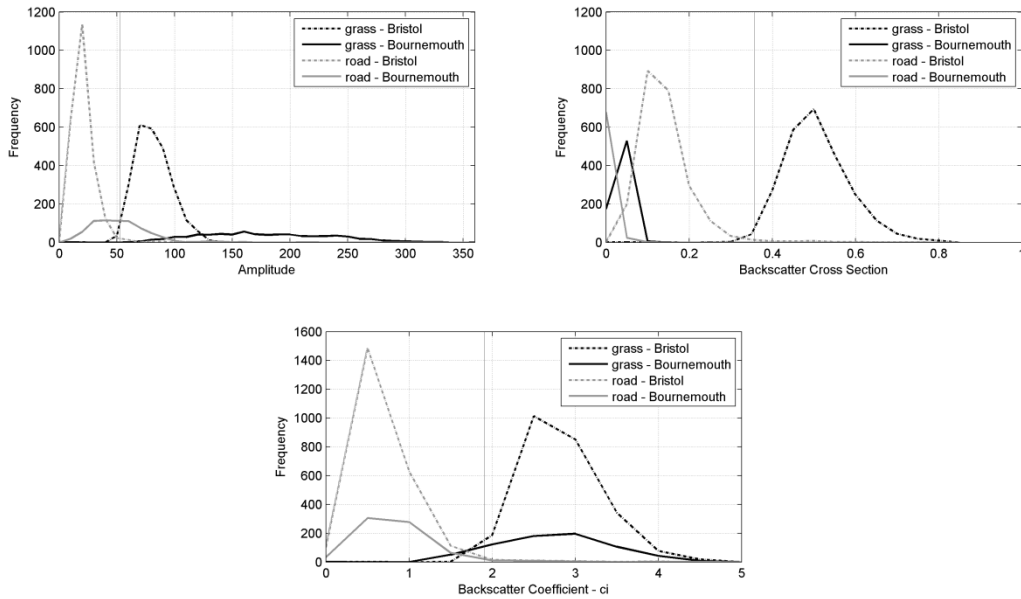 1200
1000
800
600
400
200
0
Frequency
0 50 100 150 200 250 300 350
Amplitude
grass - Bristol
grass - Bournemouth
road - Bristol
road - Bournemouth
1200
1000
800
600
400
200
0
Frequency
0 0.2 0.4 0.6 0.8 1
Backscatter Cross Section
grass - Bristol
grass - Bournemouth
road - Bristol
road - Bournemouth
1600
1400
1200
1000
800
600
400
200
0
Frequency
0 1 2 3 4 5
Backscatter Coefficient - ci
grass - Bristol
grass - Bournemouth
road - Bristol
road - Bournemouth